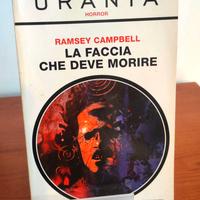 URANIA
HORROR
RAMSEY CAMPBELL
LA FACCIA
CHE DEVE MORIRE